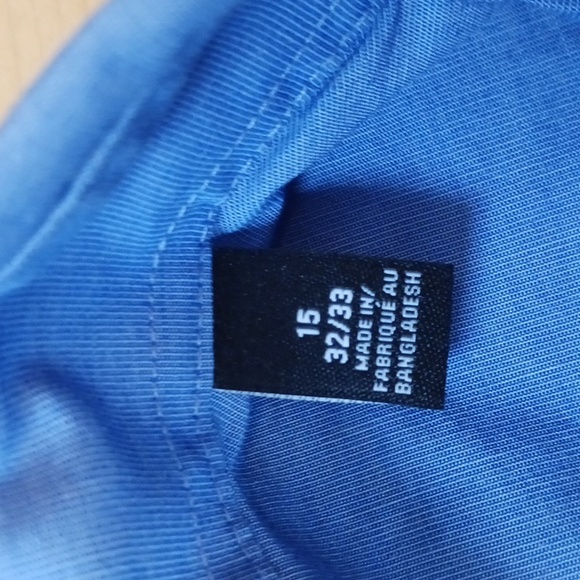 15
32/33
MADE IN/
FABRIQUÉ AU
BANGLADESH